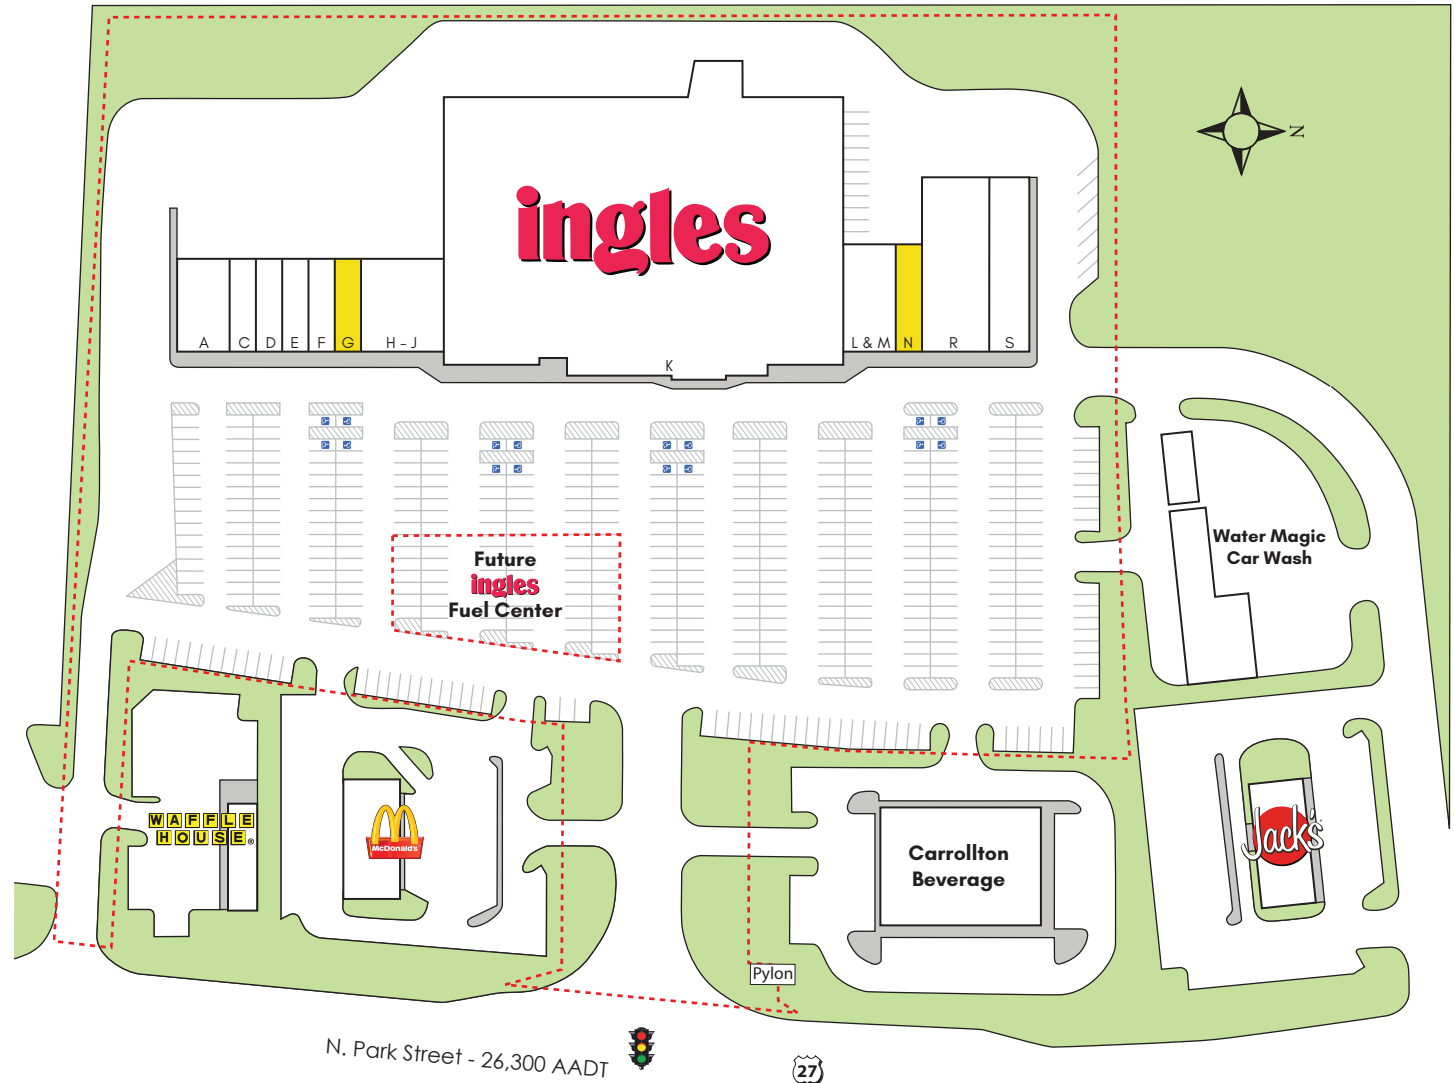 N
ingles
A
C
D
E
F
G
H - J
K
L & M
N
R
S
Future
ingles
Fuel Center
Water Magic
Car Wash
WAFFLE
HOUSE®
McDonald's
Carrollton
Beverage
Jack's
Pylon
N. Park Street - 26,300 AADT
27